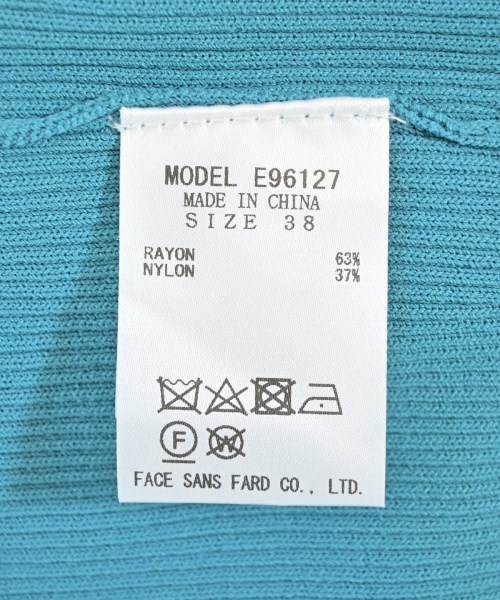 MODEL E96127
MADE IN CHINA
SIZE 38
RAYON 63%
NYLON 37%
F W
FACE SANS FARD CO., LTD.